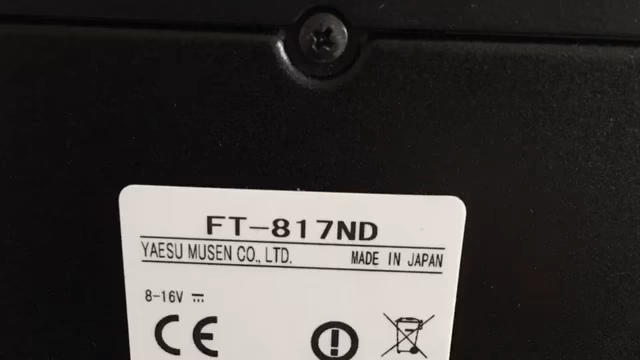 FT-817ND
YAESU MUSEN CO., LTD. MADE IN JAPAN
8-16V ⎓
CE